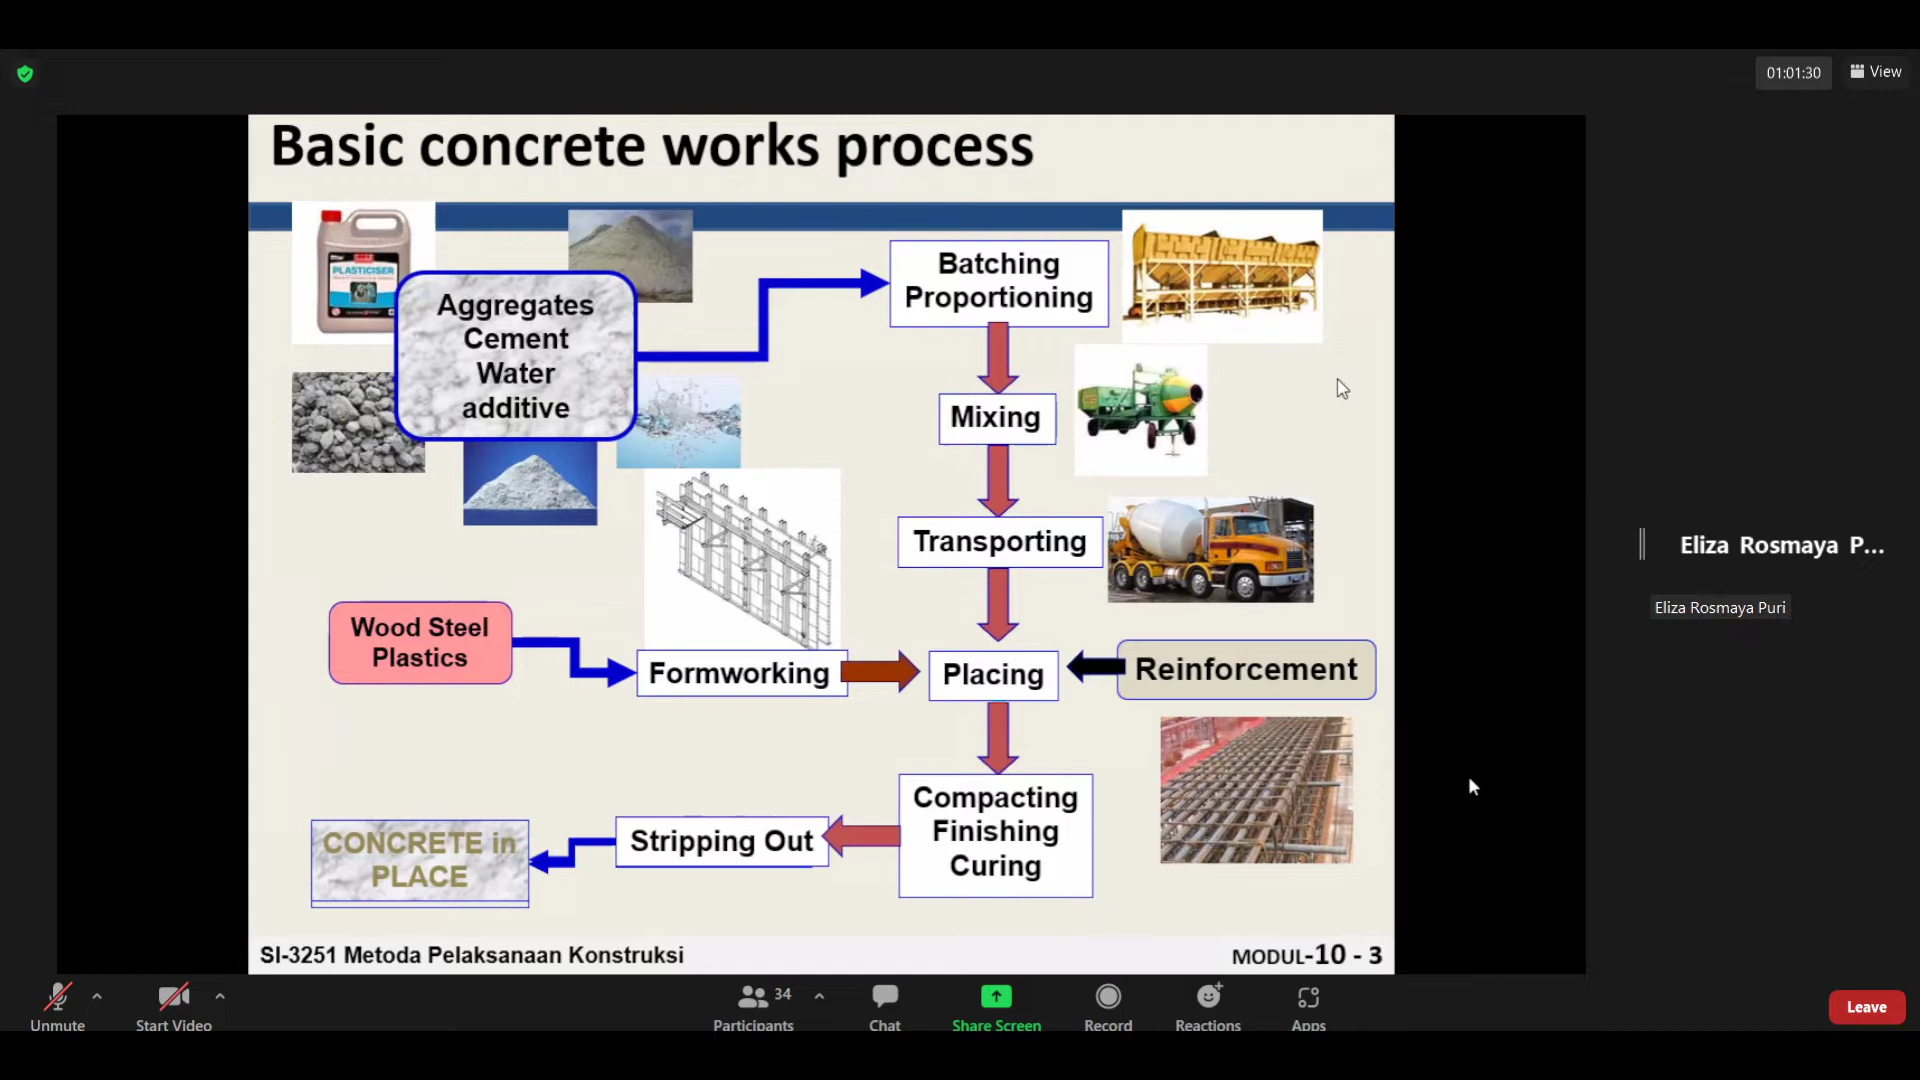 01:01:30
View
Basic concrete works process
PLASTICISER
Aggregates
Cement
Water
additive
Batching
Proportioning
Mixing
Transporting
Wood Steel
Plastics
Formworking
Placing
Reinforcement
Compacting
Finishing
Curing
Stripping Out
CONCRETE in
PLACE
SI-3251 Metoda Pelaksanaan Konstruksi
MODUL-10 - 3
Eliza Rosmaya P...
Eliza Rosmaya Puri
Unmute
Start Video
34
Participants
Chat
Share Screen
Record
Reactions
Apps
Leave